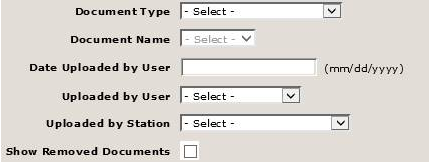 Document Type - Select -
Document Name - Select -
Date Uploaded by User (mm/dd/yyyy)
Uploaded by User - Select -
Uploaded by Station - Select -
Show Removed Documents